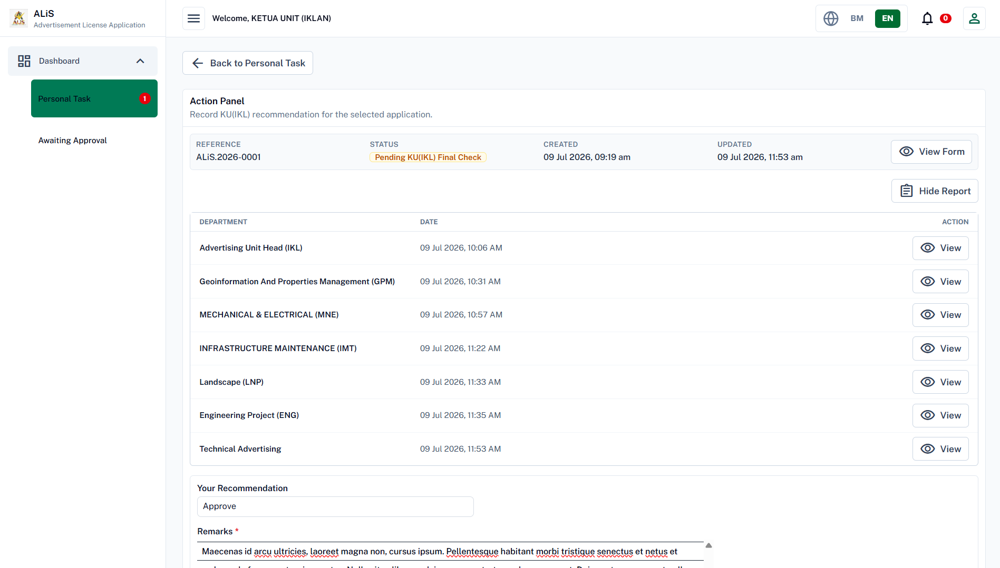 ALiS
Advertisement License Application
Welcome, KETUA UNIT (IKLAN)
BM
EN
0
Dashboard
Personal Task
1
Awaiting Approval
Back to Personal Task
Action Panel
Record KU(IKL) recommendation for the selected application.
REFERENCE
ALiS.2026-0001
STATUS
Pending KU(IKL) Final Check
CREATED
09 Jul 2026, 09:19 am
UPDATED
09 Jul 2026, 11:53 am
View Form
Hide Report
DEPARTMENT DATE ACTION
Advertising Unit Head (IKL) 09 Jul 2026, 10:06 AM View
Geoinformation And Properties Management (GPM) 09 Jul 2026, 10:31 AM View
MECHANICAL & ELECTRICAL (MNE) 09 Jul 2026, 10:57 AM View
INFRASTRUCTURE MAINTENANCE (IMT) 09 Jul 2026, 11:22 AM View
Landscape (LNP) 09 Jul 2026, 11:33 AM View
Engineering Project (ENG) 09 Jul 2026, 11:35 AM View
Technical Advertising 09 Jul 2026, 11:53 AM View
Your Recommendation
Approve
Remarks *
Maecenas id arcu ultricies, laoreet magna non, cursus ipsum. Pellentesque habitant morbi tristique senectus et netus et